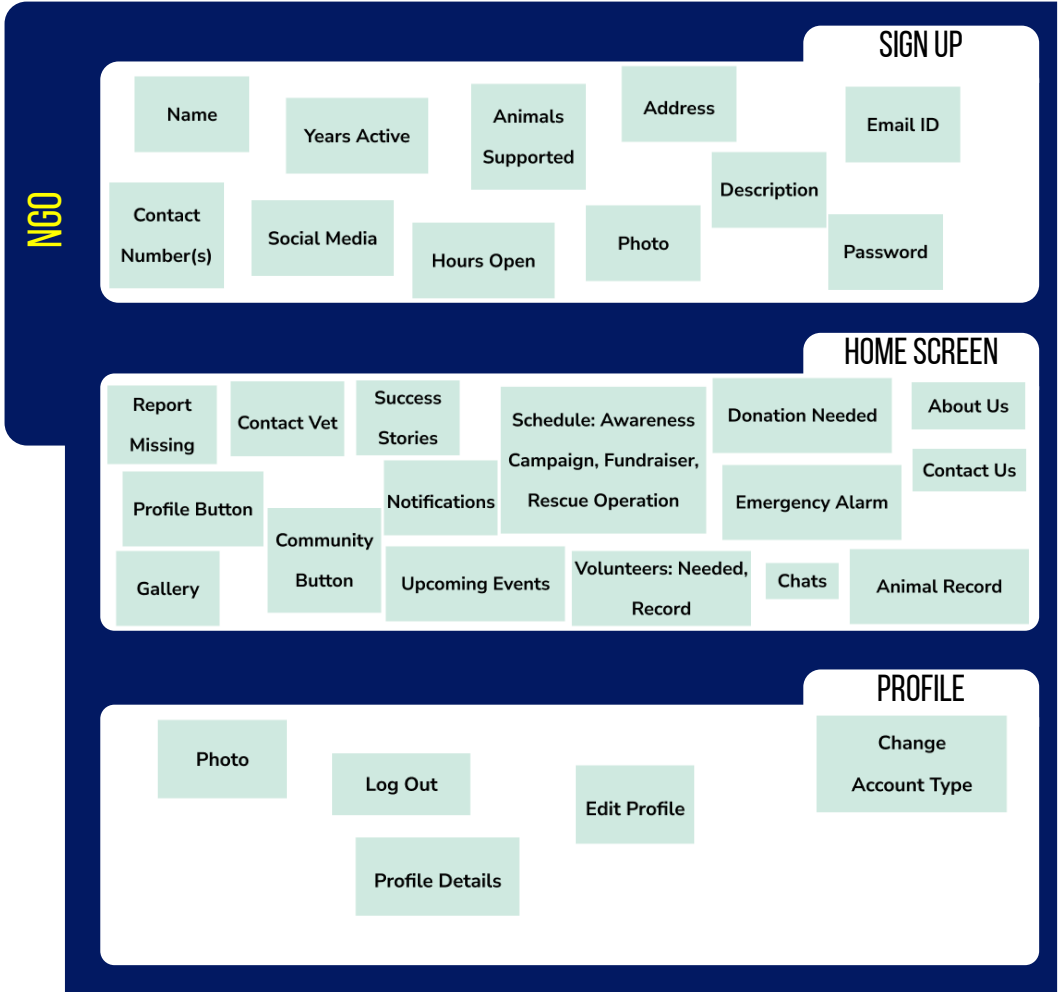 NGO
SIGN UP
Name
Years Active
Animals
Supported
Address
Email ID
Description
Contact
Number(s)
Social Media
Hours Open
Photo
Password
HOME SCREEN
Report
Missing
Contact Vet
Success
Stories
Schedule: Awareness
Campaign, Fundraiser,
Rescue Operation
Donation Needed
About Us
Contact Us
Profile Button
Notifications
Emergency Alarm
Community
Button
Gallery
Upcoming Events
Volunteers: Needed,
Record
Chats
Animal Record
PROFILE
Photo
Log Out
Edit Profile
Change
Account Type
Profile Details